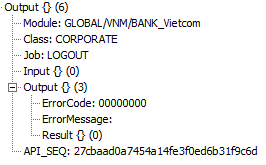 Output {} (6)
Module: GLOBAL/VNM/BANK_Vietcom
Class: CORPORATE
Job: LOGOUT
Input {} (0)
Output {} (3)
ErrorCode: 00000000
ErrorMessage:
Result {} (0)
API_SEQ: 27cbaad0a7454a14fe3f0ed6b31f9c6d